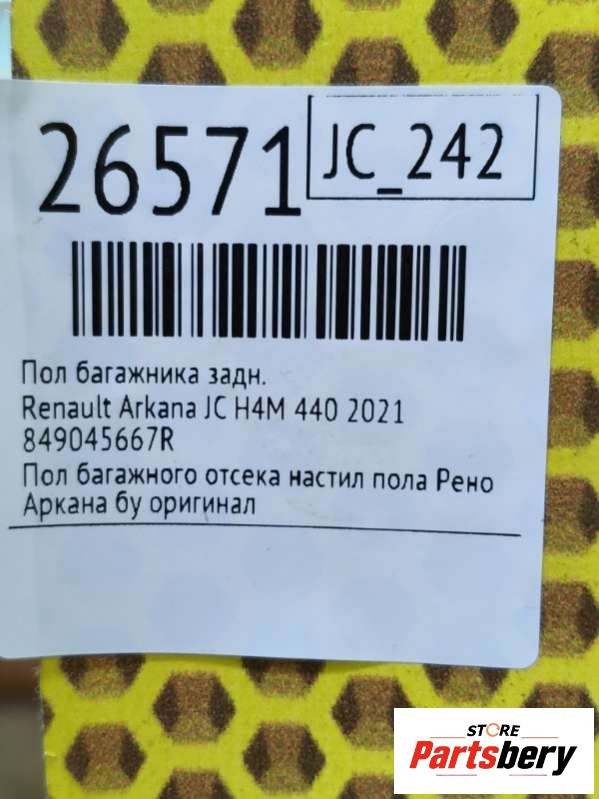 26571
JC_242
Пол багажника задн.
Renault Arkana JC H4M 440 2021
849045667R
Пол багажного отсека настил пола Рено
Аркана бу оригинал
STORE
Partsbery